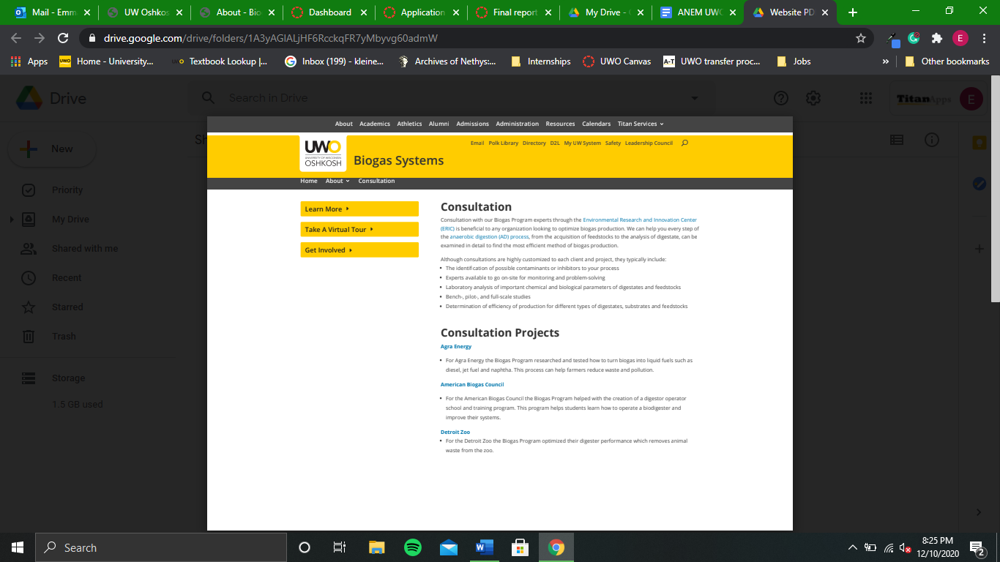 Mail - Emm
UW Oshkos
About - Bio
Dashboard
Application
Final report
My Drive -
ANEM UWO
Website PD
drive.google.com/drive/folders/1A3yAGIALjHF6RcckqFR7yMbyvg60admW
E
Apps
UWO
Home - University...
Textbook Lookup |...
Inbox (199) - kleine...
Archives of Nethys:...
Internships
UWO Canvas
A-T
UWO transfer proc...
Jobs
»
Other bookmarks
Drive
Search in Drive
TitanApps
E
New
Priority
My Drive
Shared with me
Recent
Starred
Trash
Storage
1.5 GB used
About Academics Athletics Alumni Admissions Administration Resources Calendars Titan Services
Email Polk Library Directory D2L My UW System Safety Leadership Council
UWO
UNIVERSITY OF WISCONSIN
OSHKOSH
Biogas Systems
Home About Consultation
Learn More
Take A Virtual Tour
Get Involved
Consultation
Consultation with our Biogas Program experts through the Environmental Research and Innovation Center
(ERIC) is beneficial to any organization looking to optimize biogas production. We can help you every step of
the anaerobic digestion (AD) process, from the acquisition of feedstocks to the analysis of digestate, can be
examined in detail to find the most efficient method of biogas production.
Although consultations are highly customized to each client and project, they typically include:
• The identification of possible contaminants or inhibitors to your process
• Experts available to go on-site for monitoring and problem-solving
• Laboratory analysis of important chemical and biological parameters of digestates and feedstocks
• Bench-, pilot-, and full-scale studies
• Determination of efficiency of production for different types of digestates, substrates and feedstocks
Consultation Projects
Agra Energy
• For Agra Energy the Biogas Program researched and tested how to turn biogas into liquid fuels such as
diesel, jet fuel and naphtha. This process can help farmers reduce waste and pollution.
American Biogas Council
• For the American Biogas Council the Biogas Program helped with the creation of a digestor operator
school and training program. This program helps students learn how to operate a biodigester and
improve their systems.
Detroit Zoo
• For the Detroit Zoo the Biogas Program optimized their digester performance which removes animal
waste from the zoo.
Search
8:25 PM
12/10/2020
2